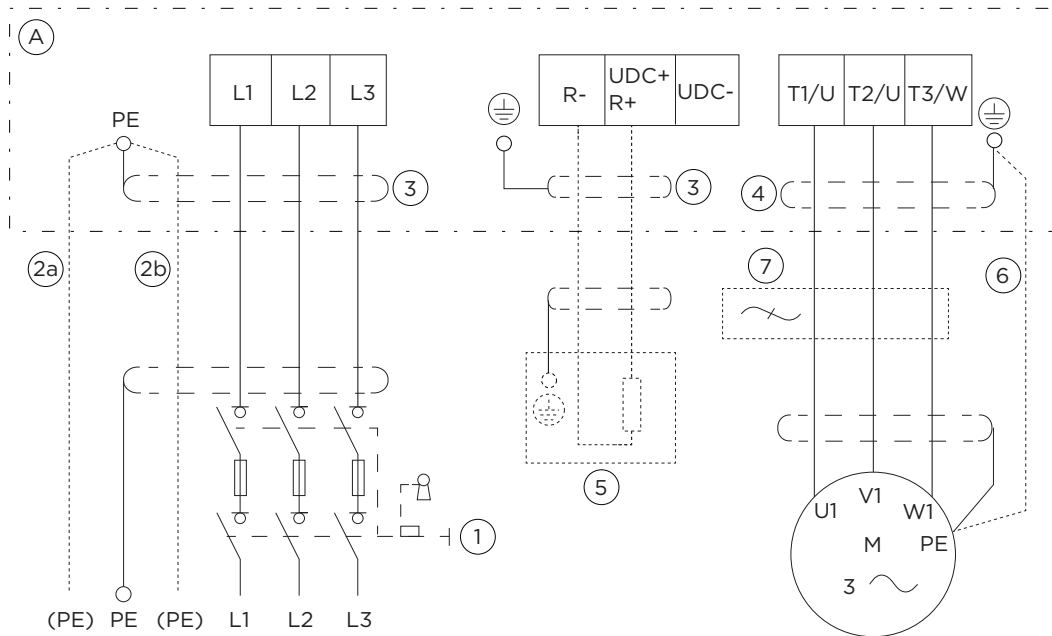 A
L1 L2 L3
R- UDC+ R+ UDC-
T1/U T2/U T3/W
PE
3
3
4
2a 2b
7
6
5
1
U1 V1 W1
M PE
3
(PE) PE (PE) L1 L2 L3